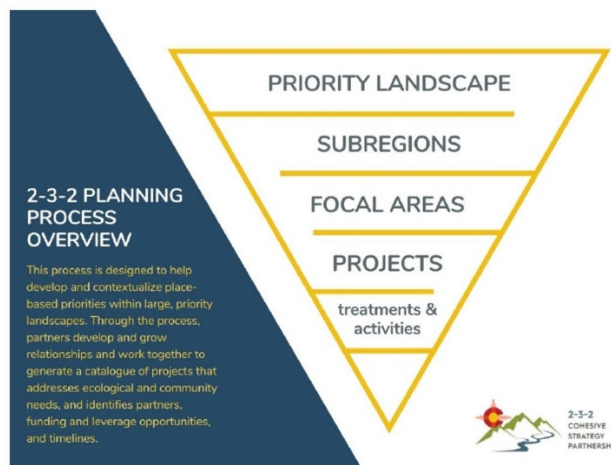 PRIORITY LANDSCAPE
SUBREGIONS
FOCAL AREAS
PROJECTS
treatments &
activities
2-3-2 PLANNING
PROCESS
OVERVIEW
This process is designed to help
develop and contextualize place-
based priorities within large, priority
landscapes. Through the process,
partners develop and grow
relationships and work together to
generate a catalogue of projects that
addresses ecological and community
needs, and identifies partners,
funding and leverage opportunities,
and timelines.
2-3-2
COHESIVE
STRATEGY
PARTNERSH